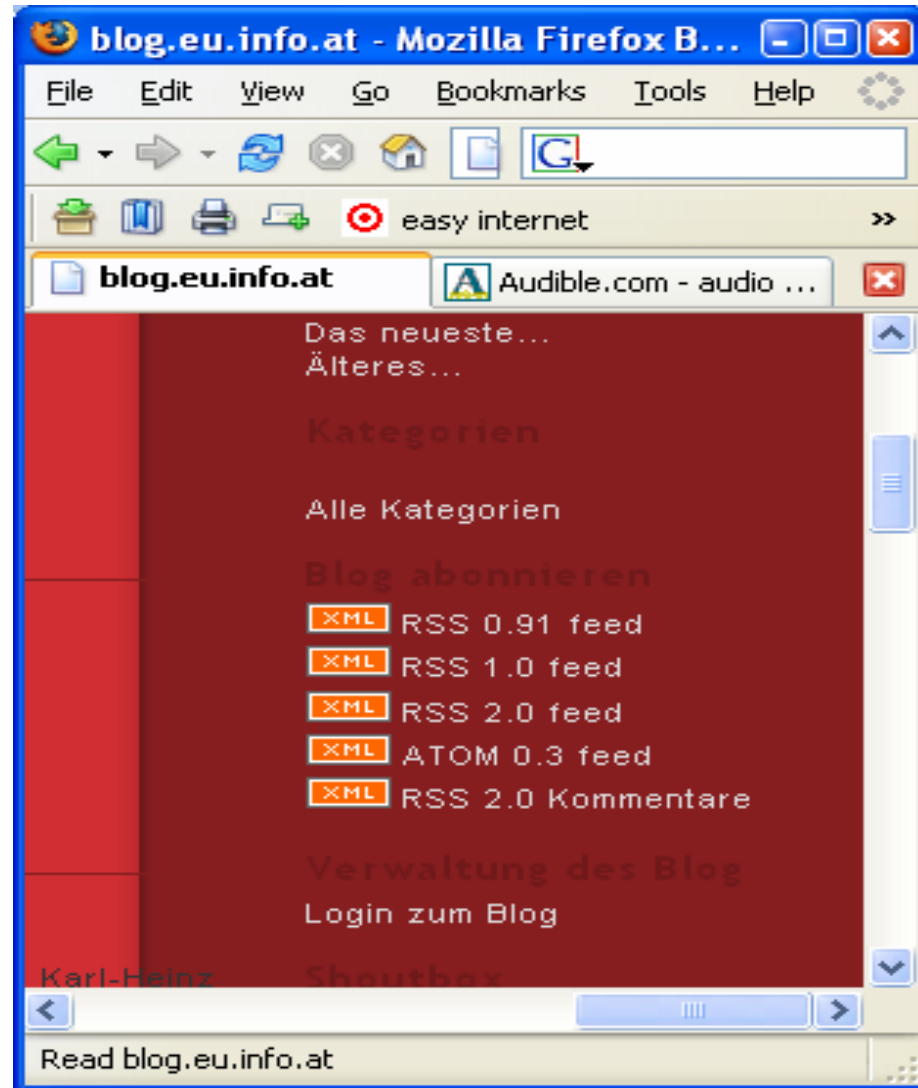 blog.eu.info.at - Mozilla Firefox B...
File Edit View Go Bookmarks Tools Help
G
easy internet »
blog.eu.info.at A Audible.com - audio ...
Das neueste...
Älteres...
Kategorien
Alle Kategorien
Blog abonnieren
XML RSS 0.91 feed
XML RSS 1.0 feed
XML RSS 2.0 feed
XML ATOM 0.3 feed
XML RSS 2.0 Kommentare
Verwaltung des Blog
Login zum Blog
Karl-Heinz Shoutbox
Read blog.eu.info.at